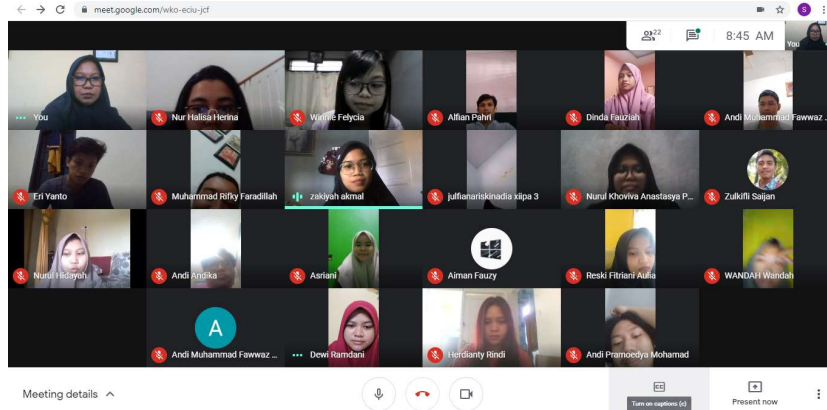 meet.google.com/wko-eciu-jcf
S
22
8:45 AM
You
You
Nur Halisa Herina
Winnie Felycia
Alfian Pahri
Dinda Fauziah
Andi Muhammad Fawwaz ...
Eri Yanto
Muhammad Rifky Faradillah
zakiyah akmal
julfianariskinadia xiipa 3
Nurul Khoviva Anastasya P...
Zulkifli Saijan
Nurul Hidayah
Andi Andika
Asriani
Aiman Fauzy
Reski Fitriani Aulia
WANDAH Wandah
A
Andi Muhammad Fawwaz ...
Dewi Ramdani
Herdianty Rindi
Andi Pramoedya Mohamad
Meeting details
CC
Turn on captions (c)
Present now